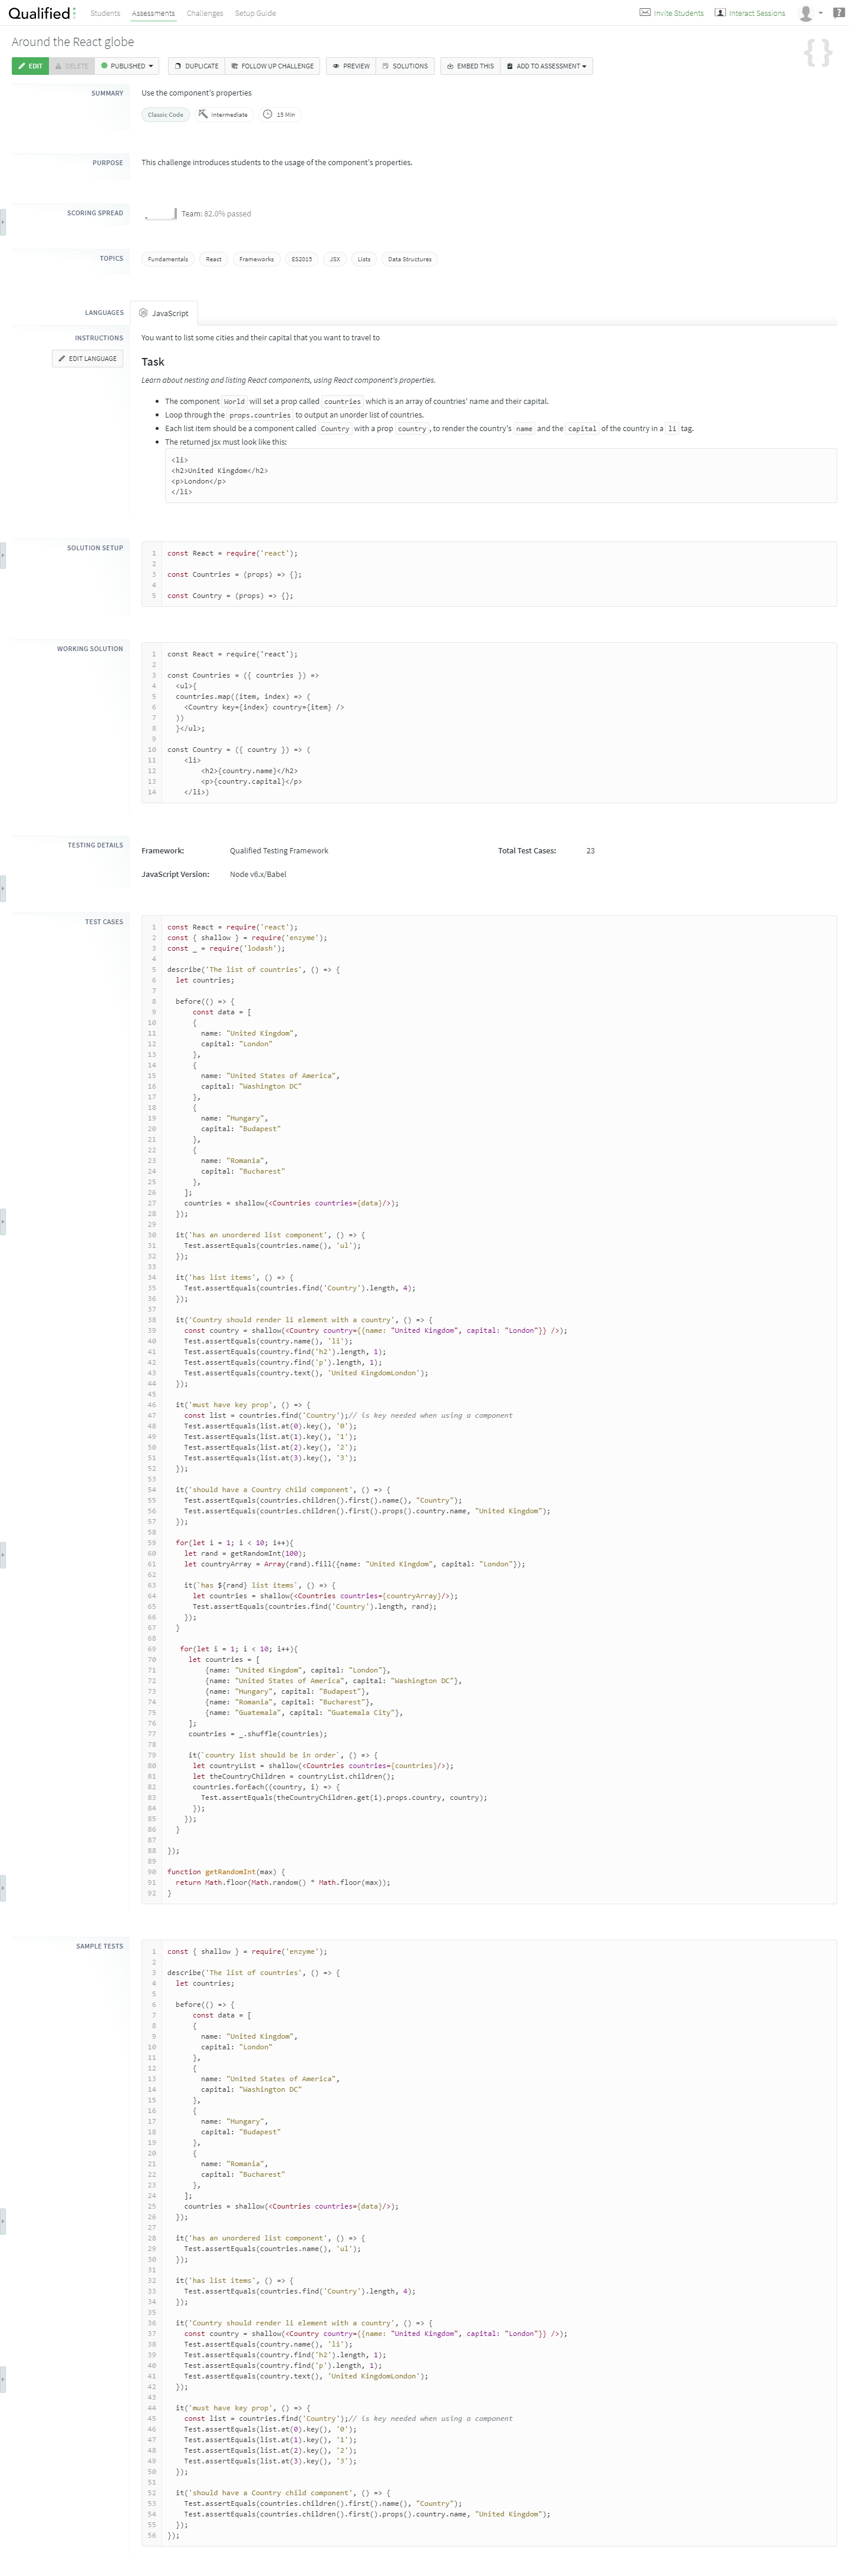 Qualified Students Assessments Challenges Setup Guide Invite Students Interact Sessions
Around the React globe
EDIT DELETE PUBLISHED DUPLICATE FOLLOW UP CHALLENGE PREVIEW SOLUTIONS EMBED THIS ADD TO ASSESSMENT
SUMMARY Use the component's properties
Classic Code Intermediate 15 Min
PURPOSE This challenge introduces students to the usage of the component's properties.
SCORING SPREAD Team: 82.0% passed
TOPICS Fundamentals React Frameworks ES2015 JSX Lists Data Structures
LANGUAGES JavaScript
INSTRUCTIONS You want to list some cities and their capital that you want to travel to
EDIT LANGUAGE
Task
Learn about nesting and listing React components, using React component's properties.
• The component World will set a prop called countries which is an array of countries' name and their capital.
• Loop through the props.countries to output an unorder list of countries.
• Each list item should be a component called Country with a prop country, to render the country's name and the capital of the country in a li tag.
• The returned jsx must look like this:
<li>
<h2>United Kingdom</h2>
<p>London</p>
</li>
SOLUTION SETUP
1 const React = require('react');
2
3 const Countries = (props) => {};
4
5 const Country = (props) => {};
WORKING SOLUTION
1 const React = require('react');
2
3 const Countries = ({ countries }) =>
4 <ul>{
5 countries.map((item, index) => (
6 <Country key={index} country={item} />
7 ))
8 }</ul>;
9
10 const Country = ({ country }) => (
11 <li>
12 <h2>{country.name}</h2>
13 <p>{country.capital}</p>
14 </li>)
TESTING DETAILS
Framework: Qualified Testing Framework Total Test Cases: 23
JavaScript Version: Node v6.x/Babel
TEST CASES
1 const React = require('react');
2 const { shallow } = require('enzyme');
3 const _ = require('lodash');
4
5 describe('The list of countries', () => {
6 let countries;
7
8 before(() => {
9 const data = [
10 {
11 name: "United Kingdom",
12 capital: "London"
13 },
14 {
15 name: "United States of America",
16 capital: "Washington DC"
17 },
18 {
19 name: "Hungary",
20 capital: "Budapest"
21 },
22 {
23 name: "Romania",
24 capital: "Bucharest"
25 },
26 ];
27 countries = shallow(<Countries countries={data}/>);
28 });
29
30 it('has an unordered list component', () => {
31 Test.assertEquals(countries.name(), 'ul');
32 });
33
34 it('has list items', () => {
35 Test.assertEquals(countries.find('Country').length, 4);
36 });
37
38 it('Country should render li element with a country', () => {
39 const country = shallow(<Country country={{name: "United Kingdom", capital: "London"}} />);
40 Test.assertEquals(country.name(), 'li');
41 Test.assertEquals(country.find('h2').length, 1);
42 Test.assertEquals(country.find('p').length, 1);
43 Test.assertEquals(country.text(), 'United KingdomLondon');
44 });
45
46 it('must have key prop', () => {
47 const list = countries.find('Country');// is key needed when using a component
48 Test.assertEquals(list.at(0).key(), '0');
49 Test.assertEquals(list.at(1).key(), '1');
50 Test.assertEquals(list.at(2).key(), '2');
51 Test.assertEquals(list.at(3).key(), '3');
52 });
53
54 it('should have a Country child component', () => {
55 Test.assertEquals(countries.children().first().name(), "Country");
56 Test.assertEquals(countries.children().first().props().country.name, "United Kingdom");
57 });
58
59 for(let i = 1; i < 10; i++){
60 let rand = getRandomInt(100);
61 let countryArray = Array(rand).fill({name: "United Kingdom", capital: "London"});
62
63 it(`has ${rand} list items`, () => {
64 let countries = shallow(<Countries countries={countryArray}/>);
65 Test.assertEquals(countries.find('Country').length, rand);
66 });
67 }
68
69 for(let i = 1; i < 10; i++){
70 let countries = [
71 {name: "United Kingdom", capital: "London"},
72 {name: "United States of America", capital: "Washington DC"},
73 {name: "Hungary", capital: "Budapest"},
74 {name: "Romania", capital: "Bucharest"},
75 {name: "Guatemala", capital: "Guatemala City"},
76 ];
77 countries = _.shuffle(countries);
78
79 it(`country list should be in order`, () => {
80 let countryList = shallow(<Countries countries={countries}/>);
81 let theCountryChildren = countryList.children();
82 countries.forEach((country, i) => {
83 Test.assertEquals(theCountryChildren.get(i).props.country, country);
84 });
85 });
86 }
87
88 });
89
90 function getRandomInt(max) {
91 return Math.floor(Math.random() * Math.floor(max));
92 }
SAMPLE TESTS
1 const { shallow } = require('enzyme');
2
3 describe('The list of countries', () => {
4 let countries;
5
6 before(() => {
7 const data = [
8 {
9 name: "United Kingdom",
10 capital: "London"
11 },
12 {
13 name: "United States of America",
14 capital: "Washington DC"
15 },
16 {
17 name: "Hungary",
18 capital: "Budapest"
19 },
20 {
21 name: "Romania",
22 capital: "Bucharest"
23 },
24 ];
25 countries = shallow(<Countries countries={data}/>);
26 });
27
28 it('has an unordered list component', () => {
29 Test.assertEquals(countries.name(), 'ul');
30 });
31
32 it('has list items', () => {
33 Test.assertEquals(countries.find('Country').length, 4);
34 });
35
36 it('Country should render li element with a country', () => {
37 const country = shallow(<Country country={{name: "United Kingdom", capital: "London"}} />);
38 Test.assertEquals(country.name(), 'li');
39 Test.assertEquals(country.find('h2').length, 1);
40 Test.assertEquals(country.find('p').length, 1);
41 Test.assertEquals(country.text(), 'United KingdomLondon');
42 });
43
44 it('must have key prop', () => {
45 const list = countries.find('Country');// is key needed when using a component
46 Test.assertEquals(list.at(0).key(), '0');
47 Test.assertEquals(list.at(1).key(), '1');
48 Test.assertEquals(list.at(2).key(), '2');
49 Test.assertEquals(list.at(3).key(), '3');
50 });
51
52 it('should have a Country child component', () => {
53 Test.assertEquals(countries.children().first().name(), "Country");
54 Test.assertEquals(countries.children().first().props().country.name, "United Kingdom");
55 });
56 });